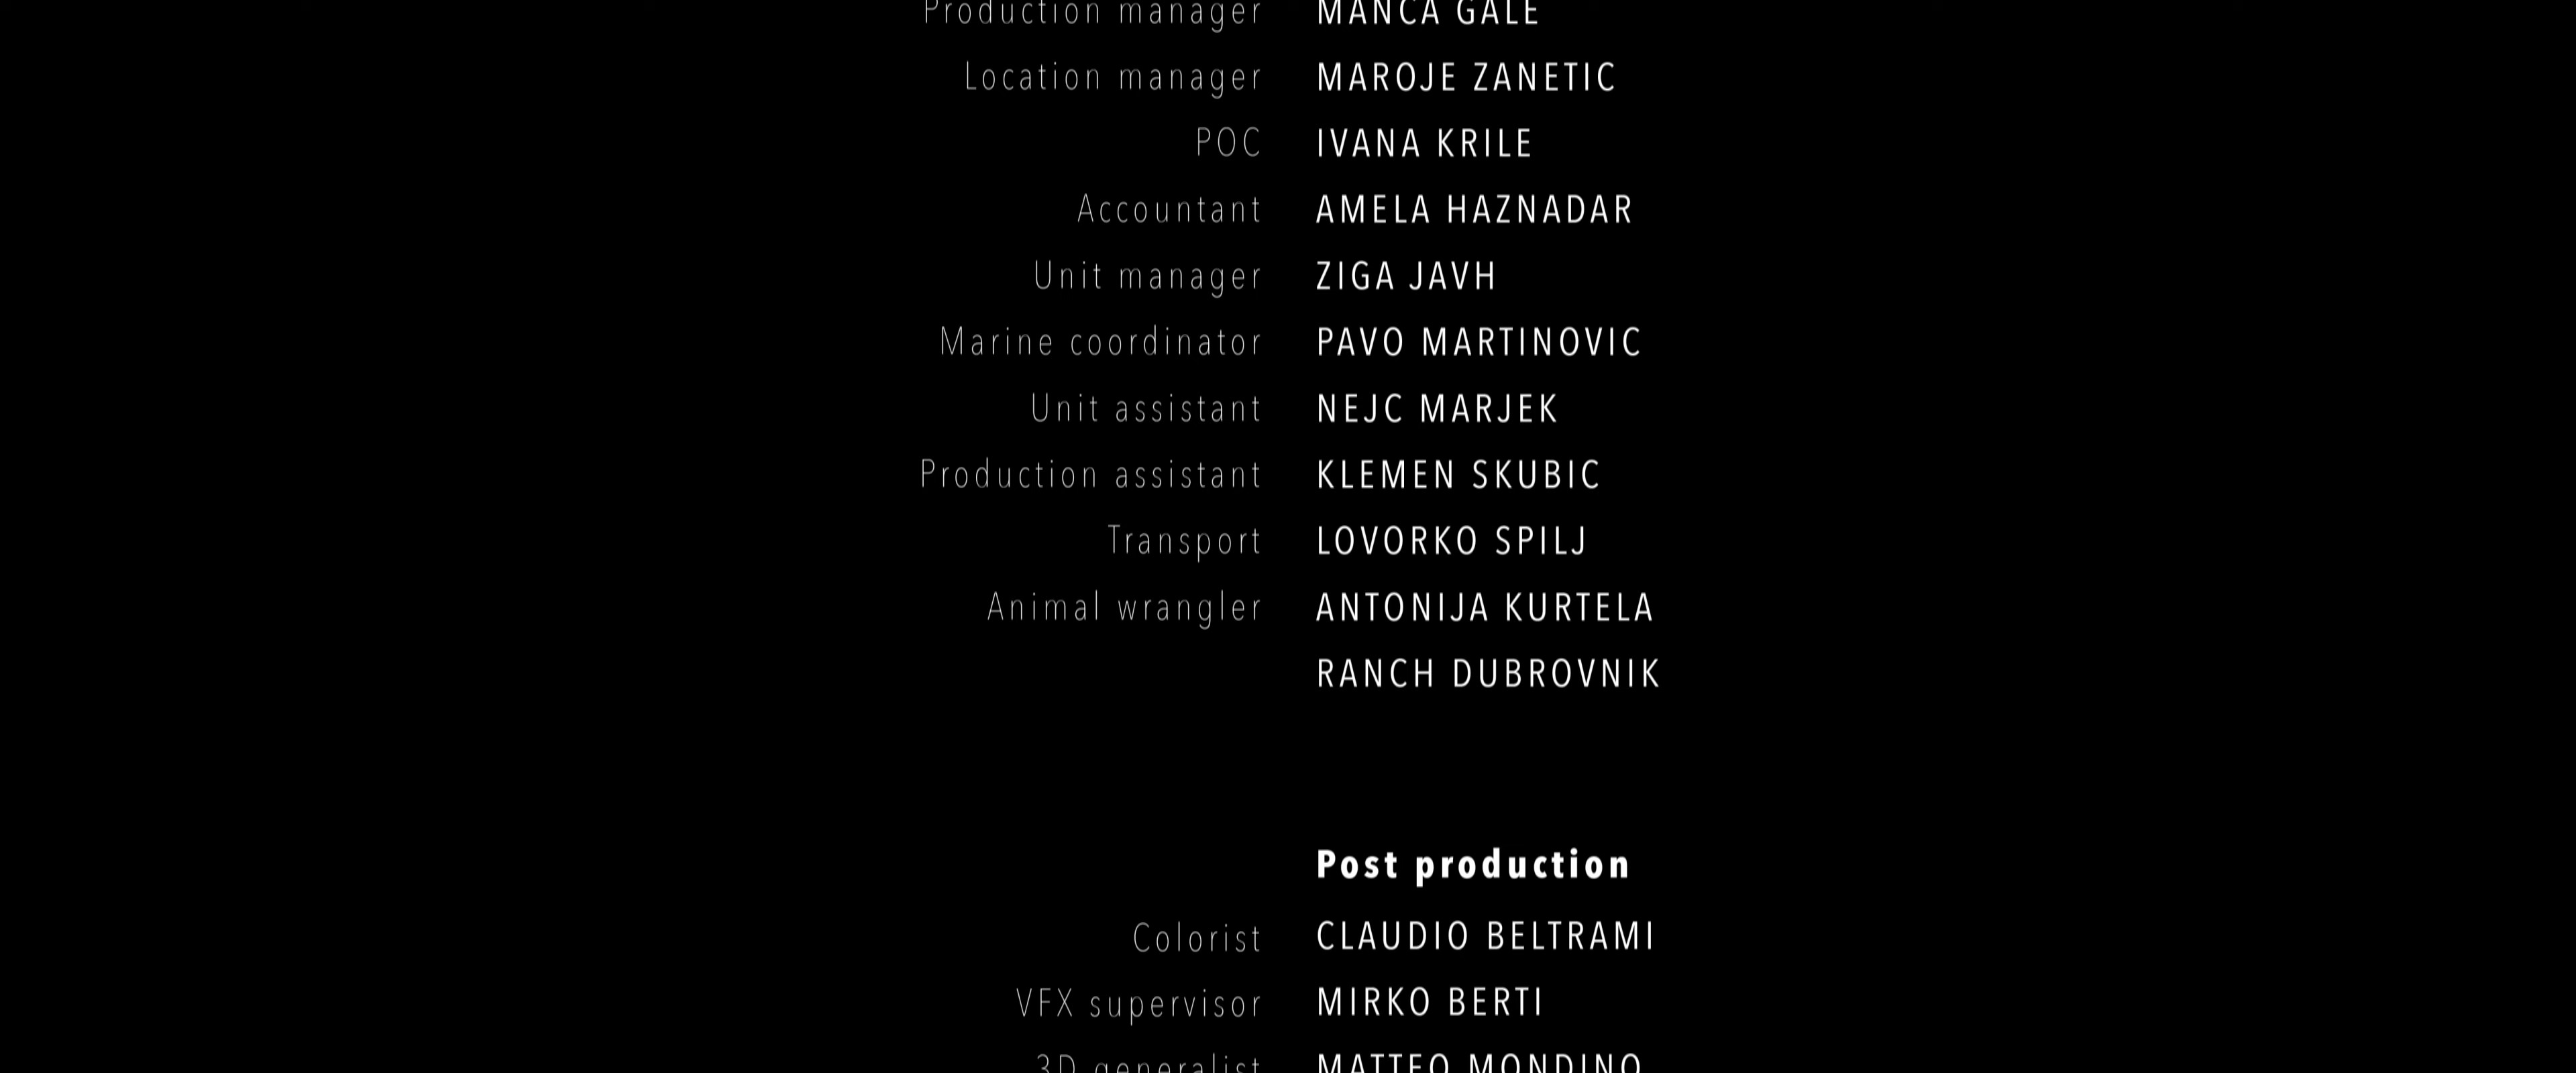 Production manager MANCA GALE
Location manager MAROJE ZANETIC
POC IVANA KRILE
Accountant AMELA HAZNADAR
Unit manager ZIGA JAVH
Marine coordinator PAVO MARTINOVIC
Unit assistant NEJC MARJEK
Production assistant KLEMEN SKUBIC
Transport LOVORKO SPILJ
Animal wrangler ANTONIJA KURTELA
RANCH DUBROVNIK
Post production
Colorist CLAUDIO BELTRAMI
VFX supervisor MIRKO BERTI
3D generalist MATTEO MONDINO